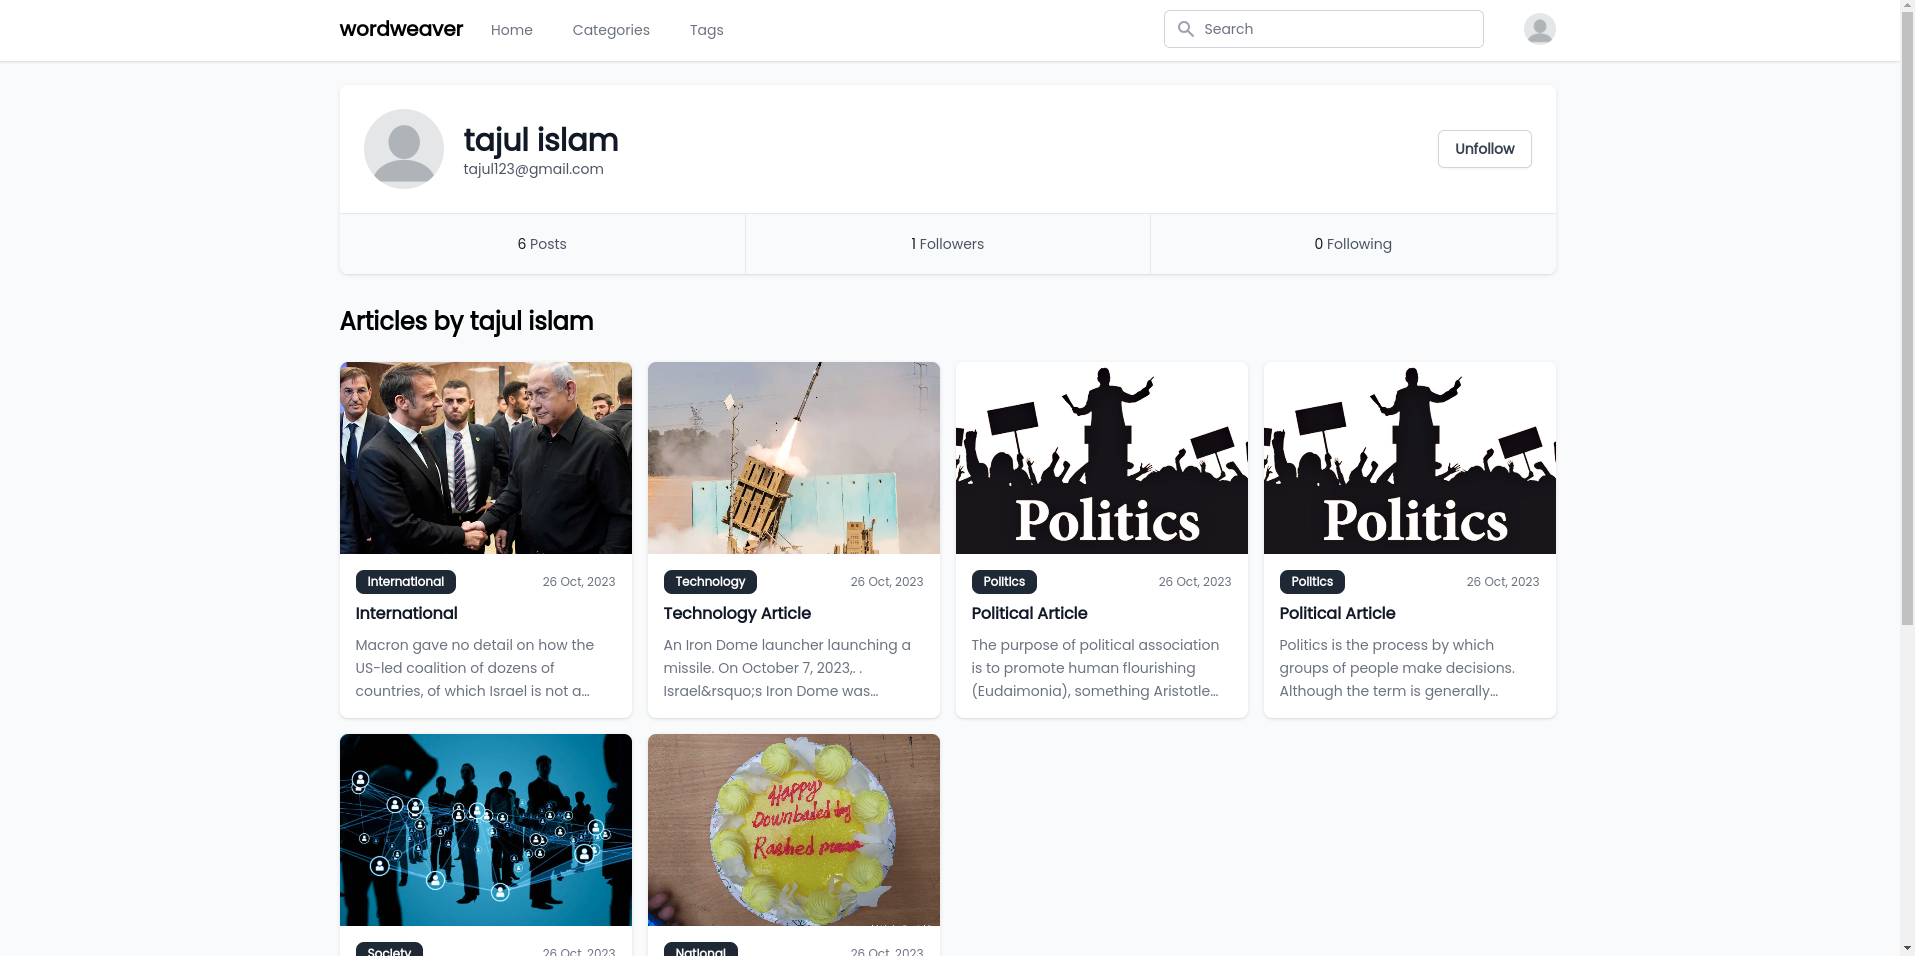 wordweaver Home Categories Tags Search
tajul islam
tajul123@gmail.com
Unfollow
6 Posts 1 Followers 0 Following
Articles by tajul islam
Politics
Politics
International 26 Oct, 2023
International
Macron gave no detail on how the
US-led coalition of dozens of
countries, of which Israel is not a…
Technology 26 Oct, 2023
Technology Article
An Iron Dome launcher launching a
missile. On October 7, 2023,. .
Israel&rsquo;s Iron Dome was…
Politics 26 Oct, 2023
Political Article
The purpose of political association
is to promote human flourishing
(Eudaimonia), something Aristotle…
Politics 26 Oct, 2023
Political Article
Politics is the process by which
groups of people make decisions.
Although the term is generally…
Happy
Rashed
Society 26 Oct, 2023
National 26 Oct, 2023